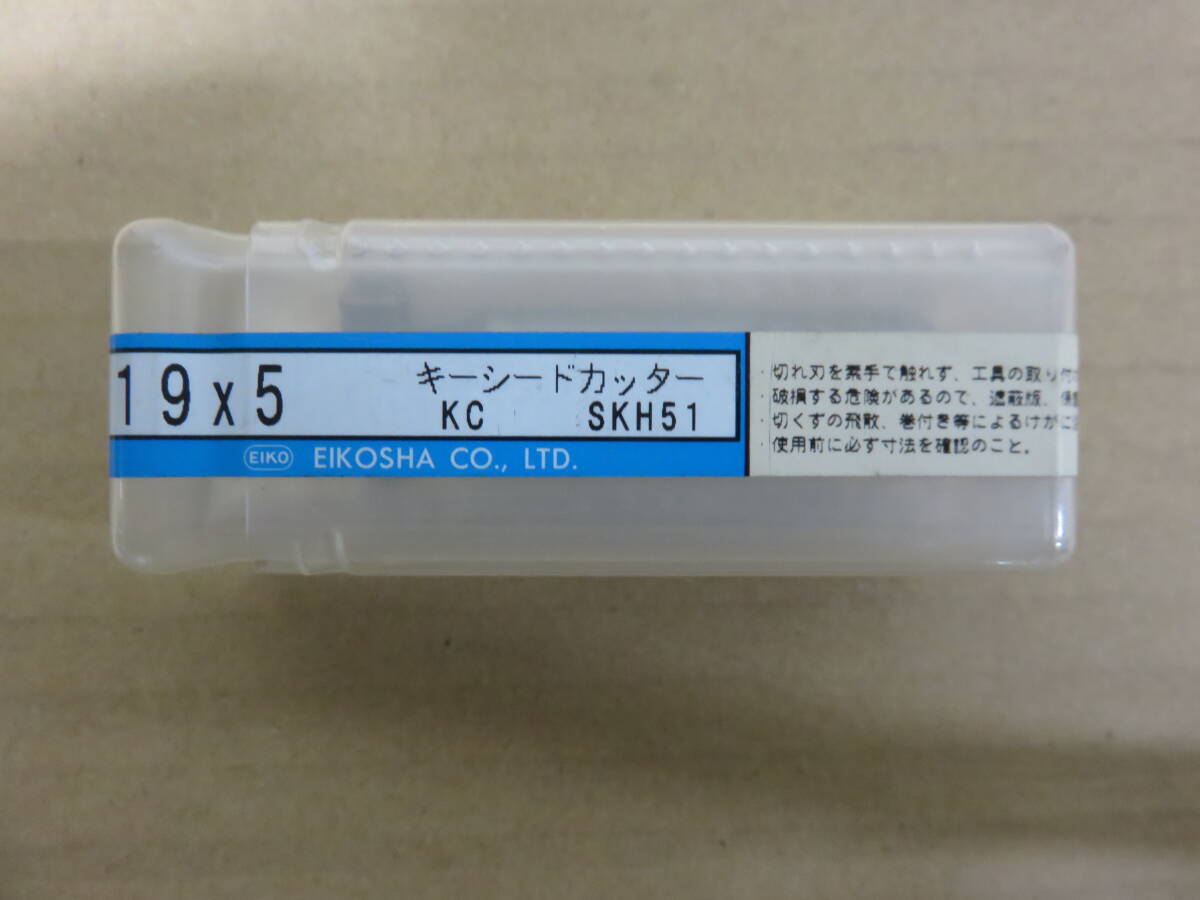 19x5
キーシードカッター
KC SKH51
EIKO EIKOSHA CO., LTD.
・切れ刃を素手で触れず、工具の取り付
・破損する危険があるので、遮蔽版、
・切くずの飛散、巻付き等によるけがに
・使用前に必ず寸法を確認のこと。